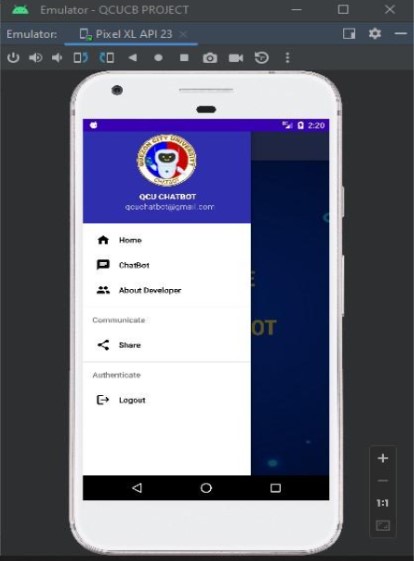 Emulator - QCUCB PROJECT
Emulator: Pixel XL API 23
2:20
QUEZON CITY UNIVERSITY
CHATBOT
QCU CHATBOT
qcuchatbot@gmail.com
Home
ChatBot
About Developer
E
OT
Communicate
Share
Authenticate
Logout
1:1